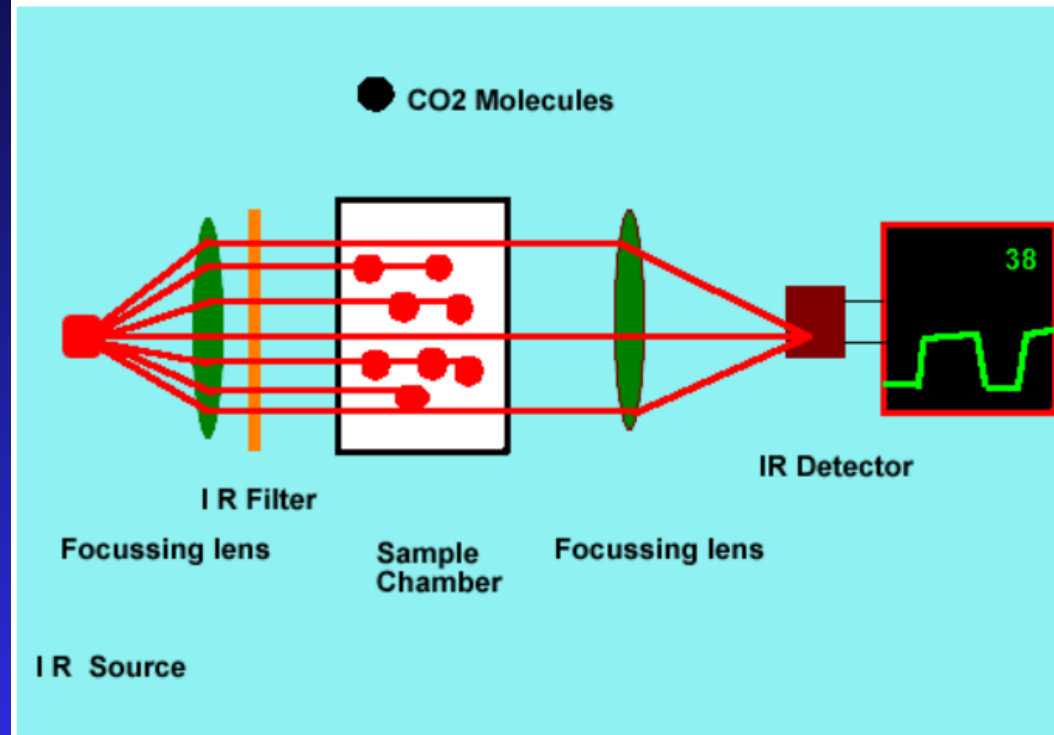 CO2 Molecules
38
IR Detector
I R Filter
Focussing lens
Sample
Chamber
Focussing lens
I R  Source